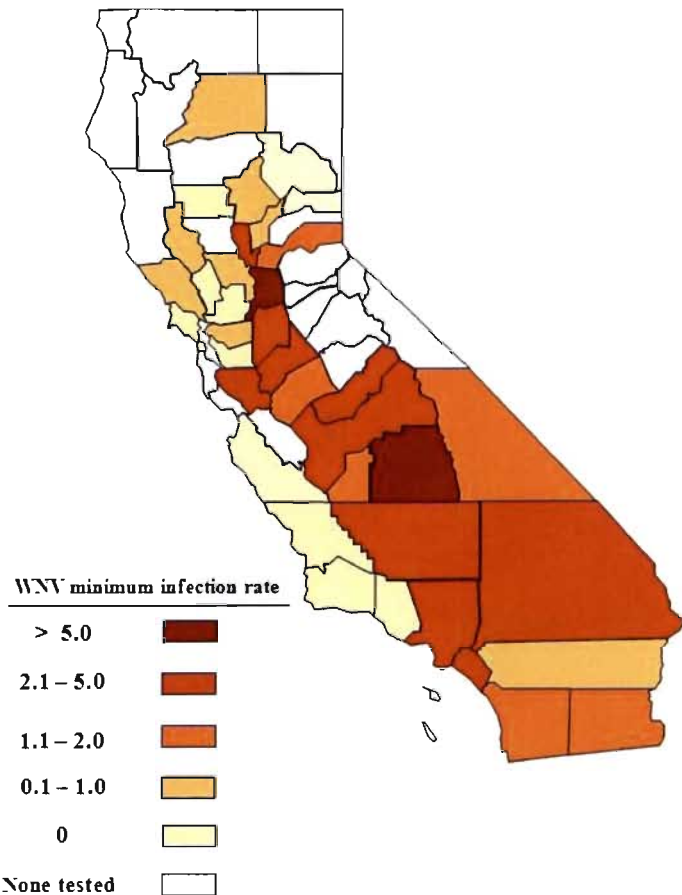 WNV minimum infection rate
> 5.0
2.1 – 5.0
1.1 – 2.0
0.1 – 1.0
0
None tested